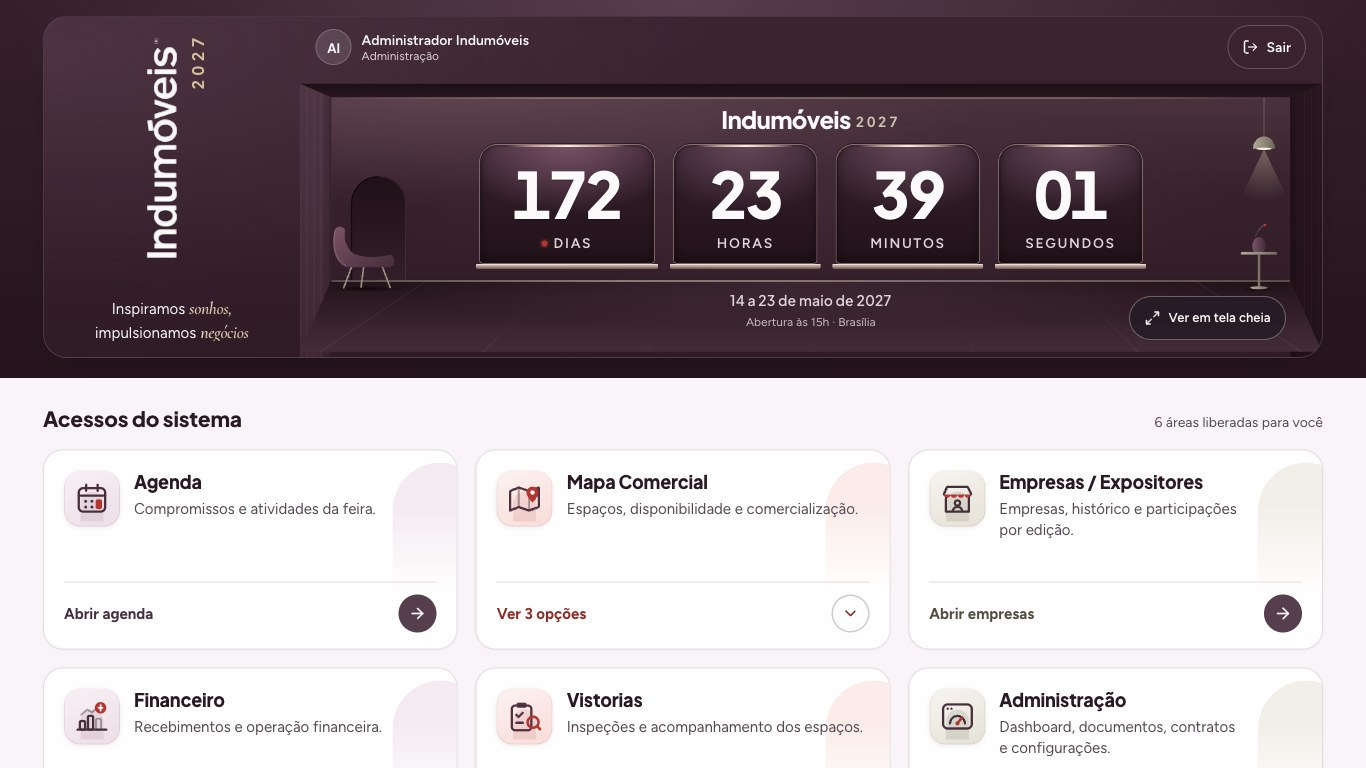 Indumóveis
2027
Inspiramos sonhos,
impulsionamos negócios
AI
Administrador Indumóveis
Administração
Sair
Indumóveis 2027
172
DIAS
23
HORAS
39
MINUTOS
01
SEGUNDOS
14 a 23 de maio de 2027
Abertura às 15h · Brasília
Ver em tela cheia
Acessos do sistema
6 áreas liberadas para você
Agenda
Compromissos e atividades da feira.
Abrir agenda
Mapa Comercial
Espaços, disponibilidade e comercialização.
Ver 3 opções
Empresas / Expositores
Empresas, histórico e participações
por edição.
Abrir empresas
Financeiro
Recebimentos e operação financeira.
Vistorias
Inspeções e acompanhamento dos espaços.
Administração
Dashboard, documentos, contratos
e configurações.